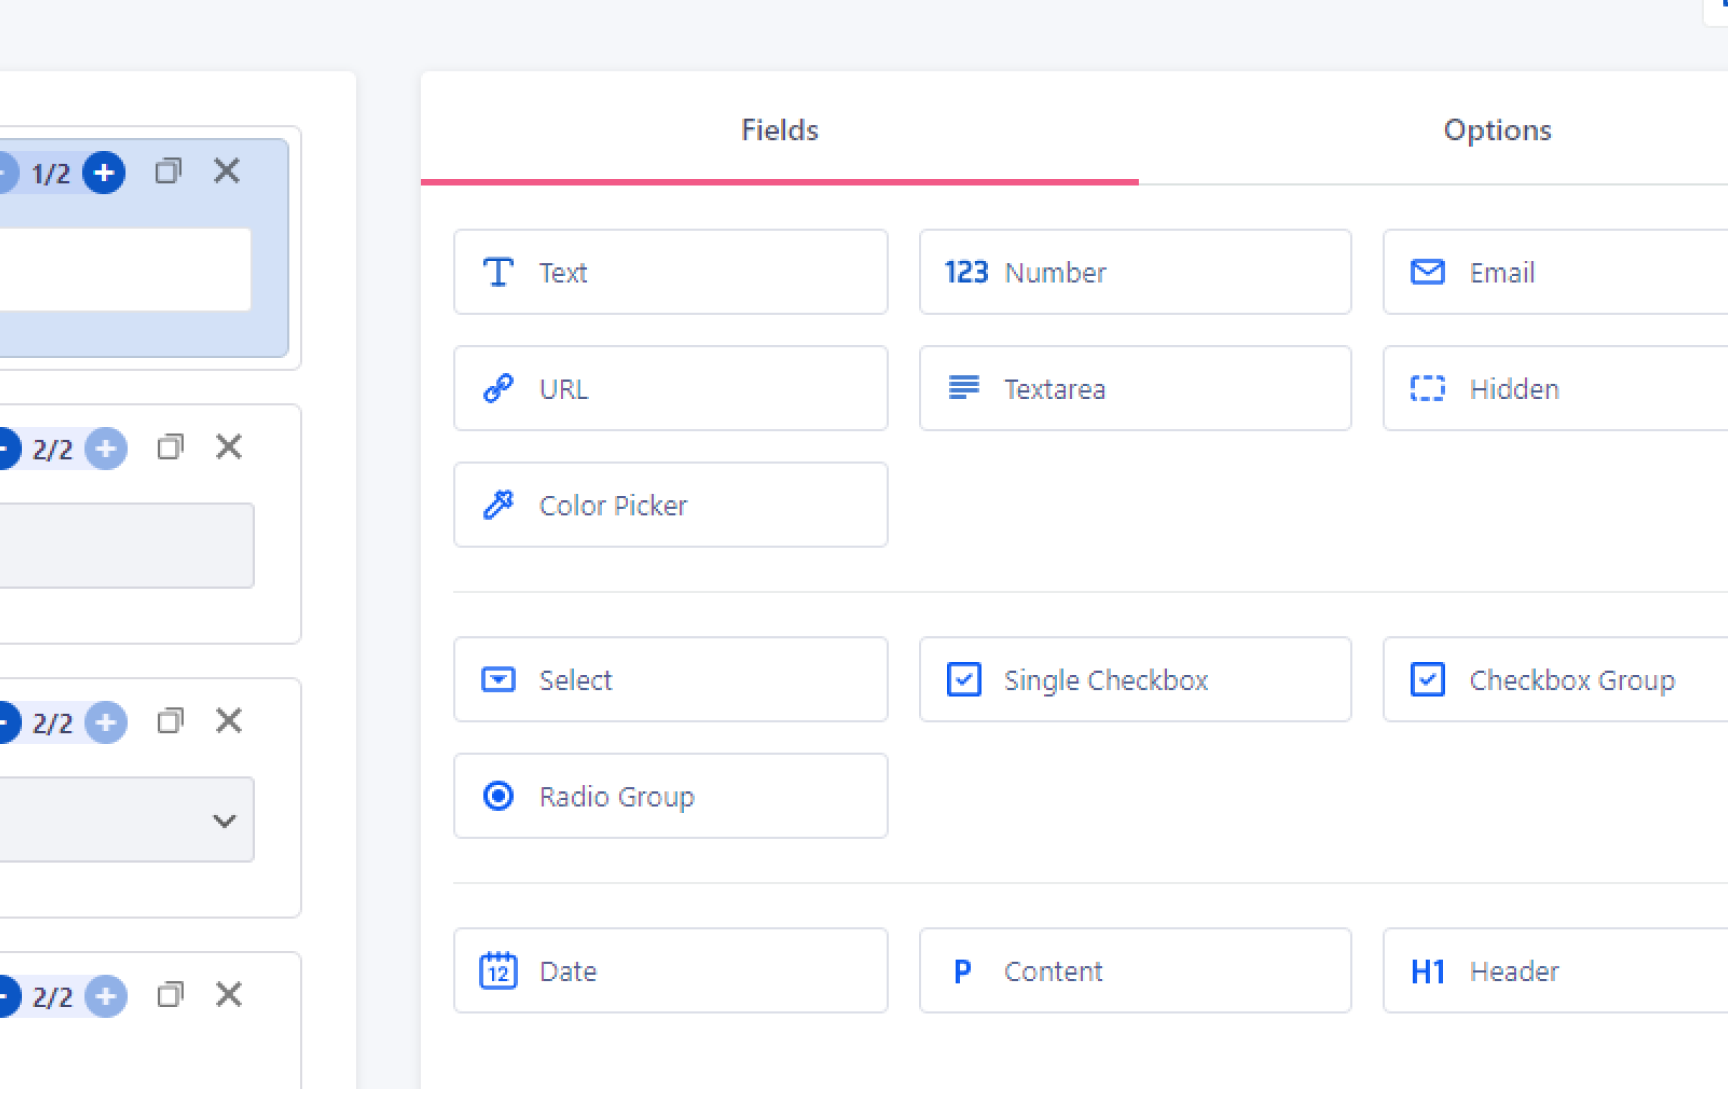 Fields Options
1/2
Text 123 Number Email
URL Textarea Hidden
2/2
Color Picker
Select Single Checkbox Checkbox Group
2/2
Radio Group
12 Date P Content H1 Header
2/2